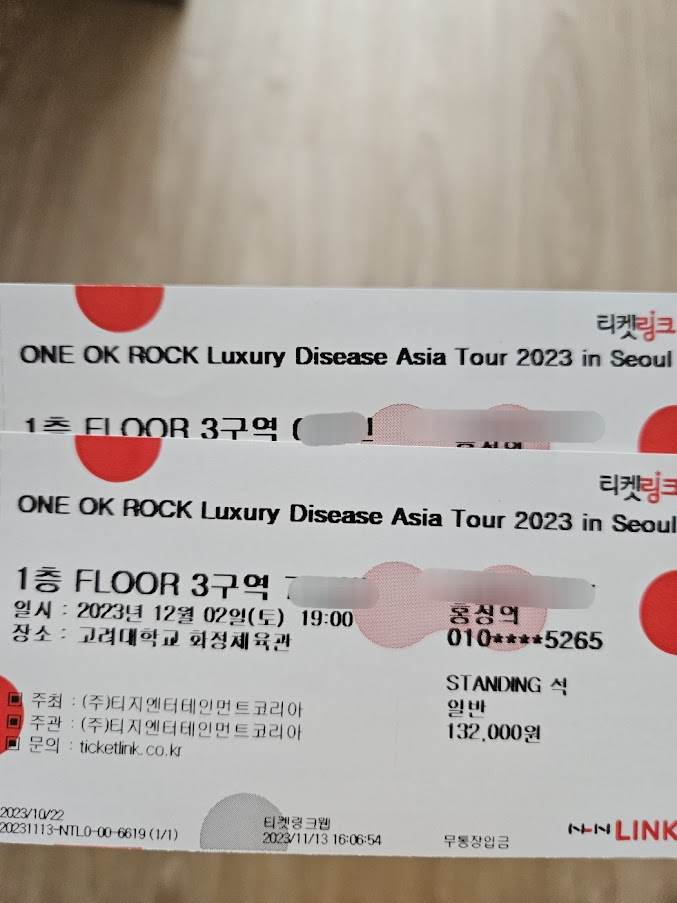 티켓링크
ONE OK ROCK Luxury Disease Asia Tour 2023 in Seoul
1층 FLOOR 3구역
티켓링크
ONE OK ROCK Luxury Disease Asia Tour 2023 in Seoul
1층 FLOOR 3구역
일시 : 2023년 12월 02일(토) 19:00
장소 : 고려대학교 화정체육관
홍성의
010****5265
STANDING 석
일반
132,000원
주최 : (주)티지엔터테인먼트코리아
주관 : (주)티지엔터테인먼트코리아
문의 : ticketlink.co.kr
2023/10/22
20231113-NTL0-00-6619 (1/1)
티켓링크웹
2023/11/13 16:06:54
무통장입금
NHN LINK